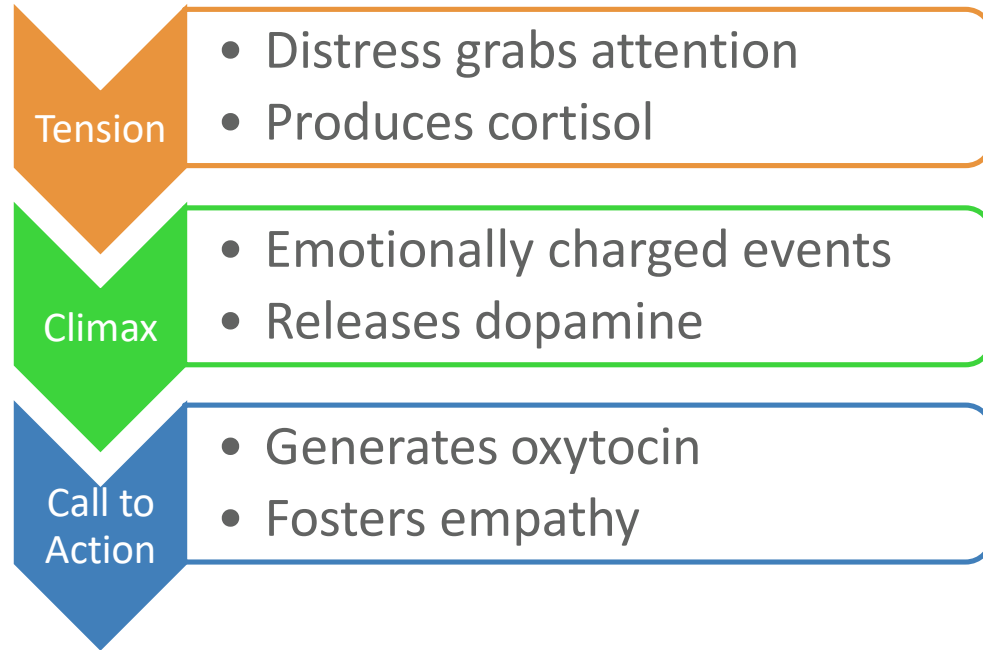 Tension
• Distress grabs attention
• Produces cortisol
Climax
• Emotionally charged events
• Releases dopamine
Call to
Action
• Generates oxytocin
• Fosters empathy